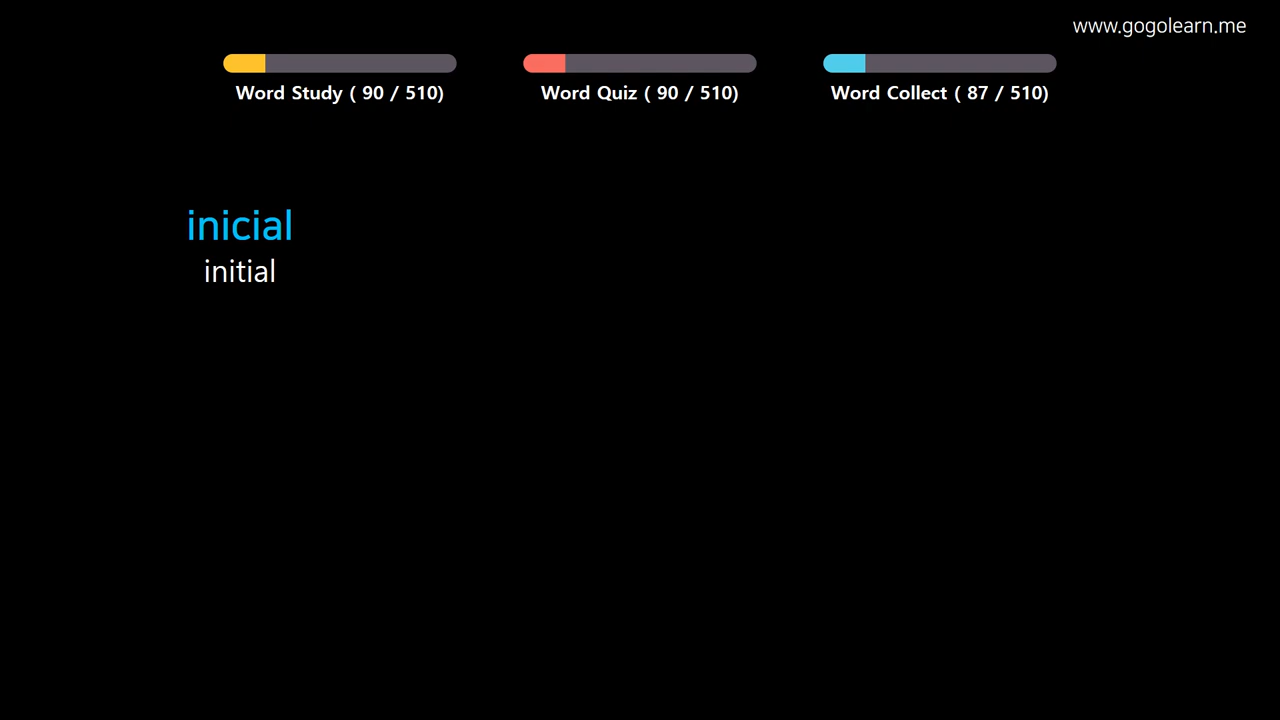 www.gogolearn.me
Word Study ( 90 / 510)
Word Quiz ( 90 / 510)
Word Collect ( 87 / 510)
inicial
initial